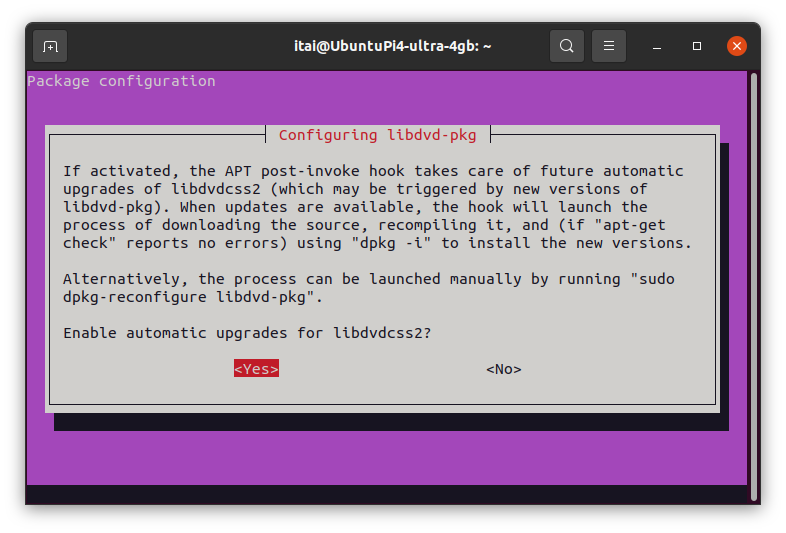 itai@UbuntuPi4-ultra-4gb: ~
Package configuration
Configuring libdvd-pkg
If activated, the APT post-invoke hook takes care of future automatic
upgrades of libdvdcss2 (which may be triggered by new versions of
libdvd-pkg). When updates are available, the hook will launch the
process of downloading the source, recompiling it, and (if "apt-get
check" reports no errors) using "dpkg -i" to install the new versions.
Alternatively, the process can be launched manually by running "sudo
dpkg-reconfigure libdvd-pkg".
Enable automatic upgrades for libdvdcss2?
<Yes> <No>